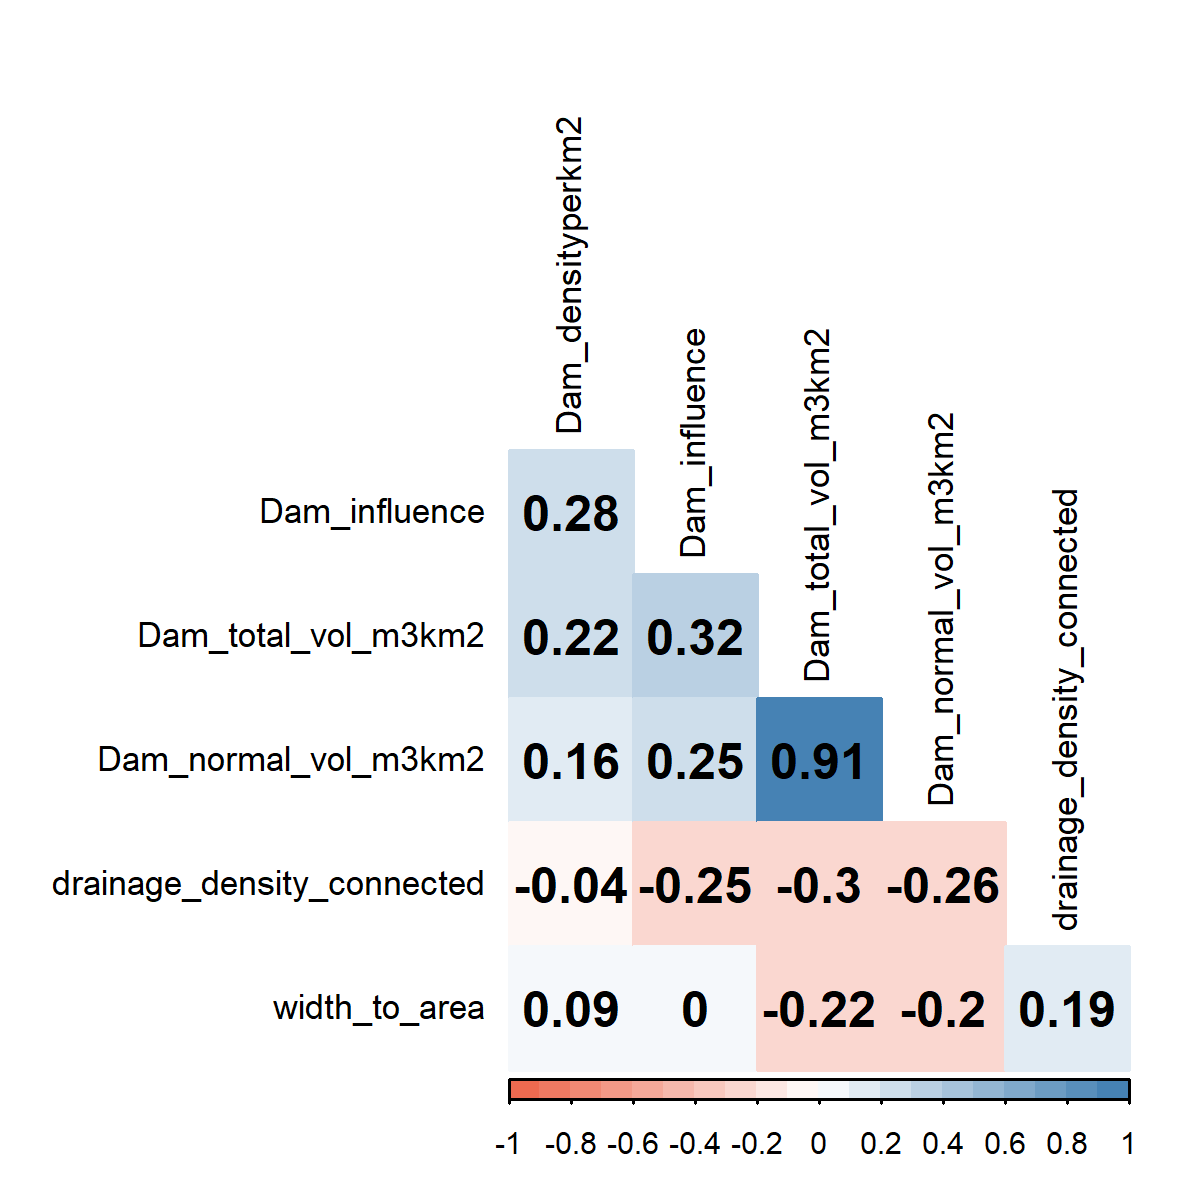 Dam_densityperkm2
Dam_influence
Dam_total_vol_m3km2
Dam_normal_vol_m3km2
drainage_density_connected
Dam_influence
0.28
Dam_total_vol_m3km2
0.22 0.32
Dam_normal_vol_m3km2
0.16 0.25 0.91
drainage_density_connected
-0.04 -0.25 -0.3 -0.26
width_to_area
0.09 0 -0.22 -0.2 0.19
-1 -0.8 -0.6 -0.4 -0.2 0 0.2 0.4 0.6 0.8 1